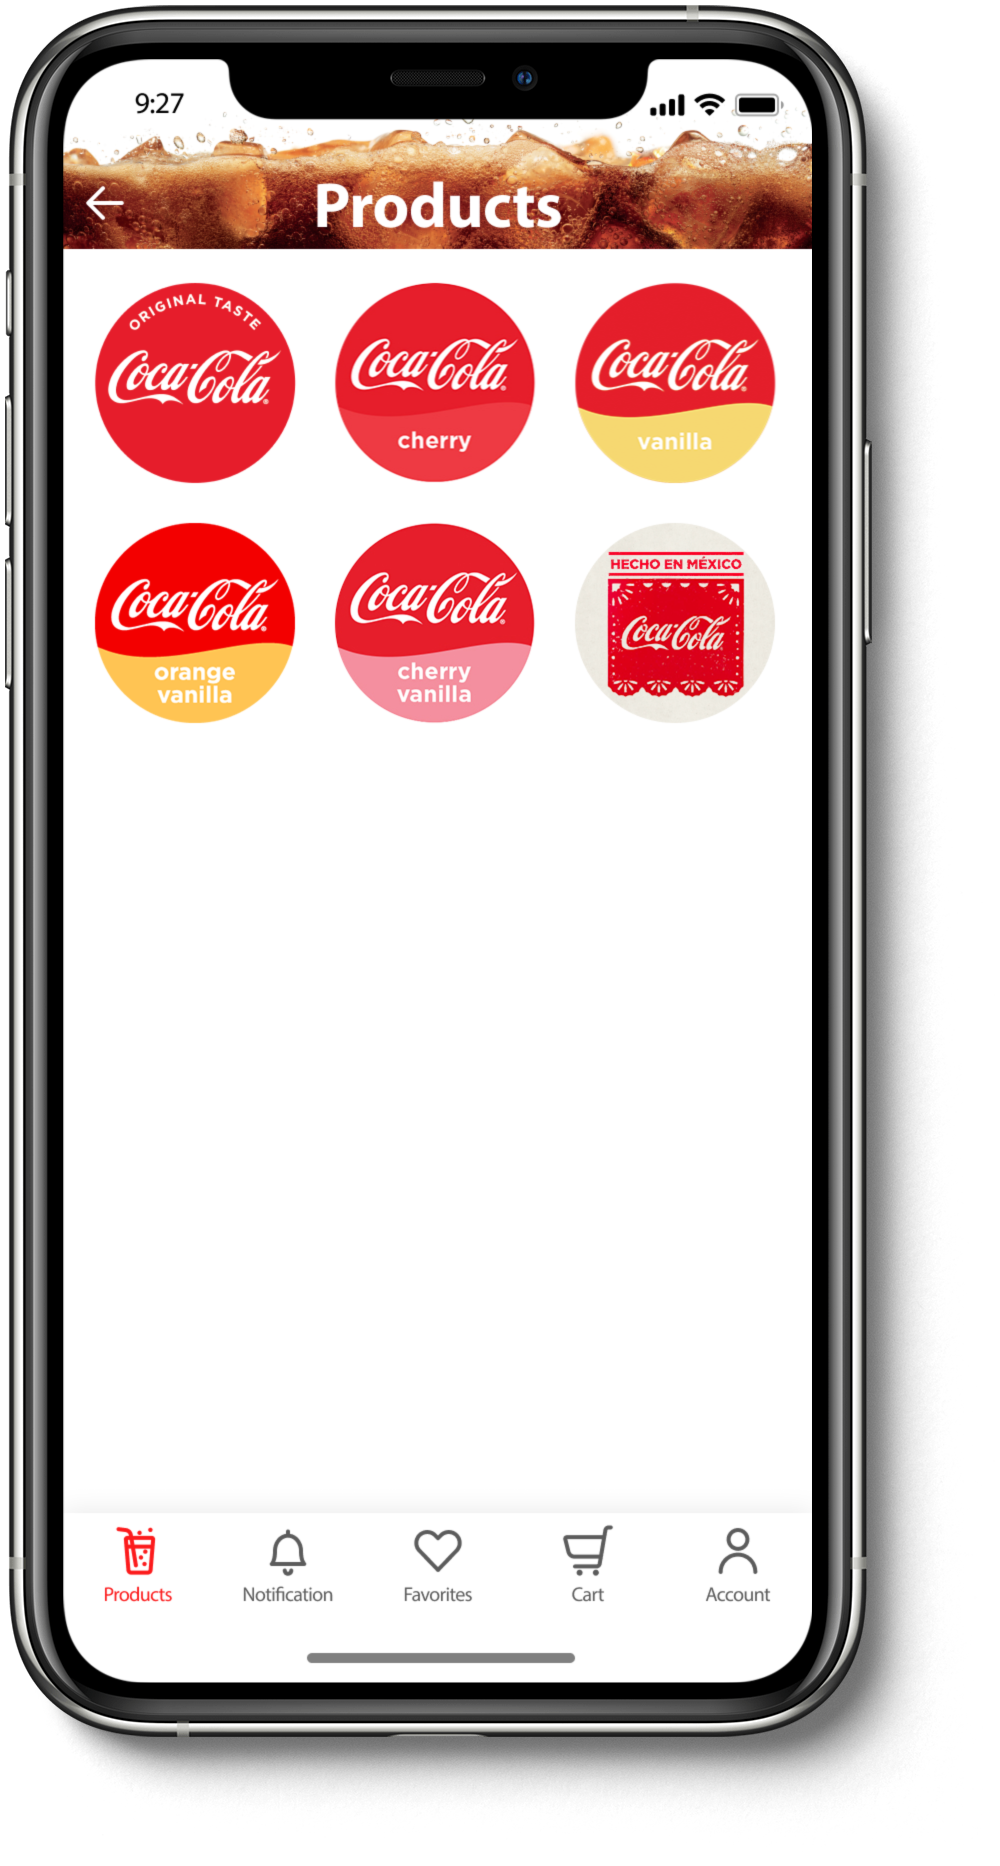 9:27
Products
ORIGINAL TASTE
Coca-Cola®
Coca-Cola®
cherry
Coca-Cola®
vanilla
Coca-Cola®
orange
vanilla
Coca-Cola®
cherry
vanilla
HECHO EN MÉXICO
Coca-Cola
Products
Notification
Favorites
Cart
Account